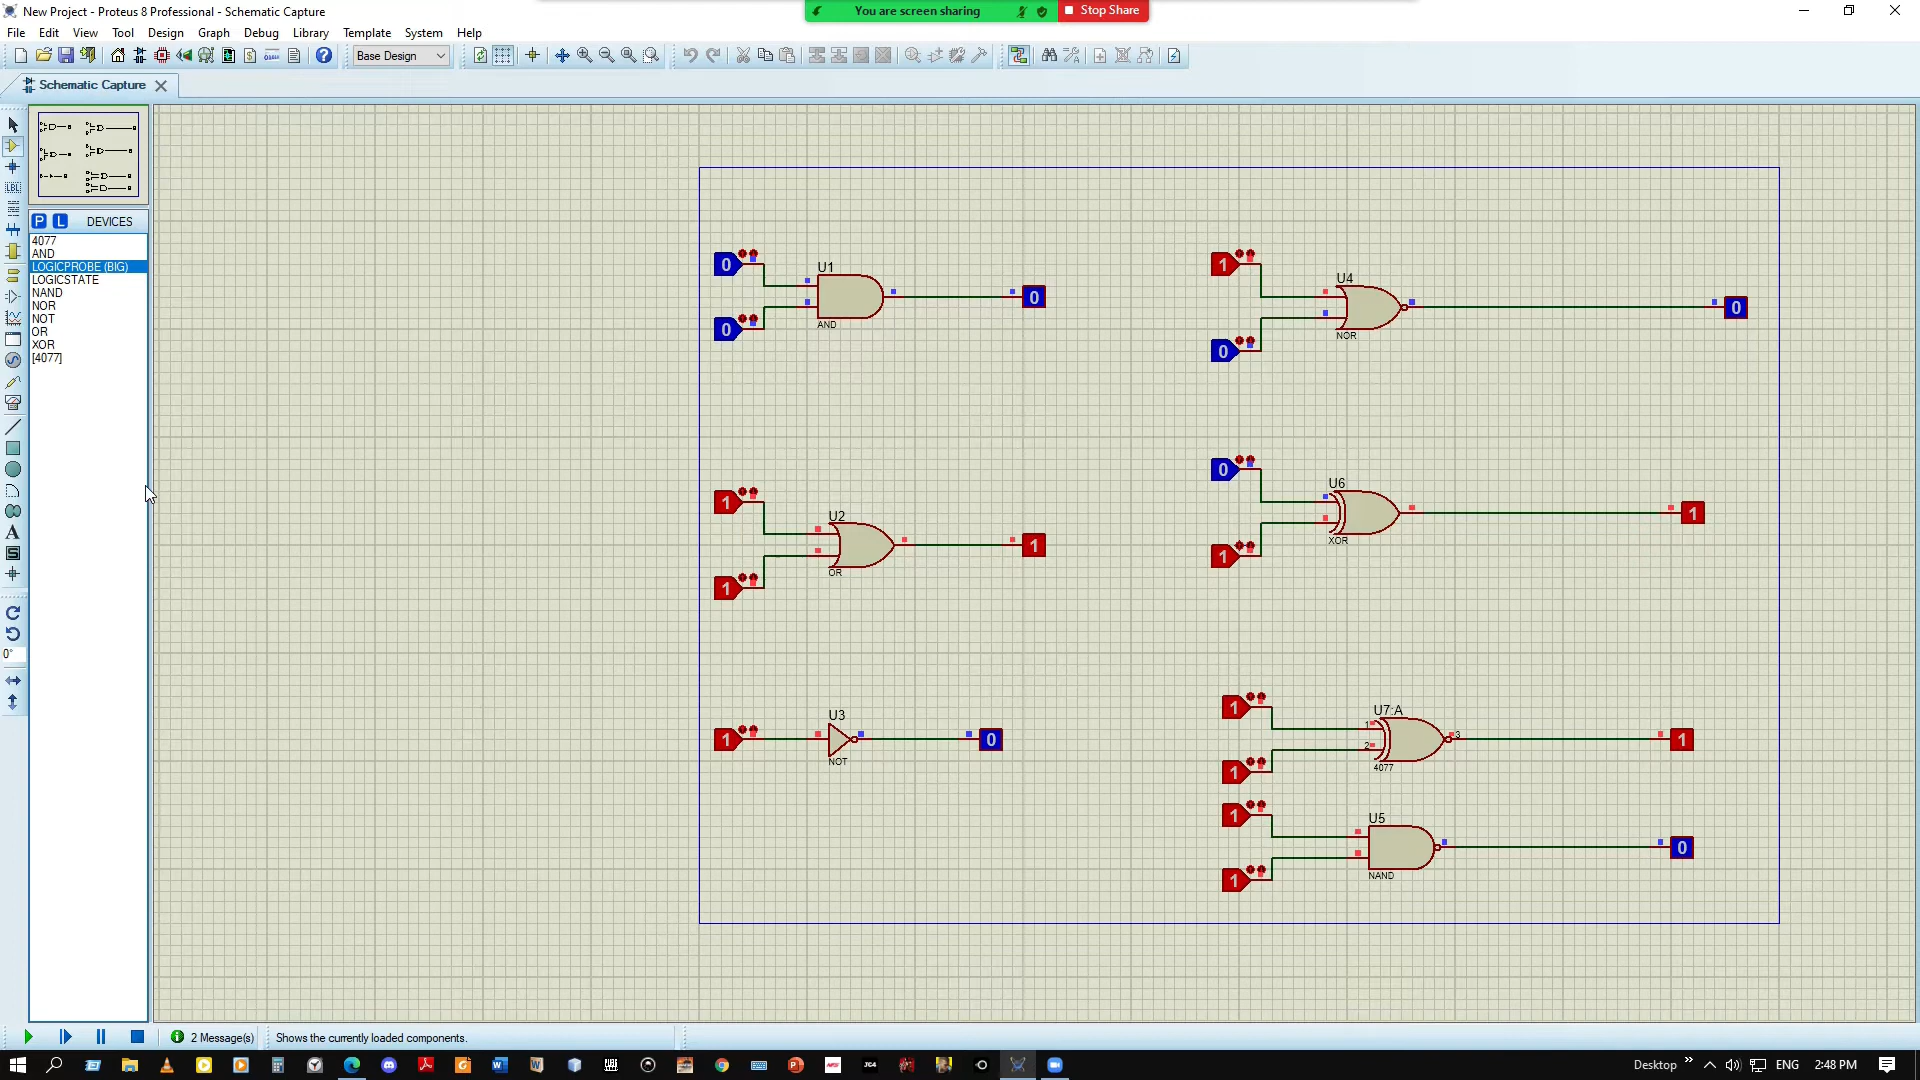 New Project - Proteus 8 Professional - Schematic Capture
You are screen sharing
Stop Share
File Edit View Tool Design Graph Debug Library Template System Help
Base Design
Schematic Capture
P L DEVICES
4077
AND
LOGICPROBE (BIG)
LOGICSTATE
NAND
NOR
NOT
OR
XOR
[4077]
LBL
A
S
0°
0
0
U1
AND
0
1
0
U4
NOR
0
1
1
U2
OR
1
0
1
U6
XOR
1
1
U3
NOT
0
1
1
U7:A
1
2
3
4077
1
1
1
U5
NAND
0
2 Message(s)
Shows the currently loaded components.
Desktop
ENG
2:48 PM